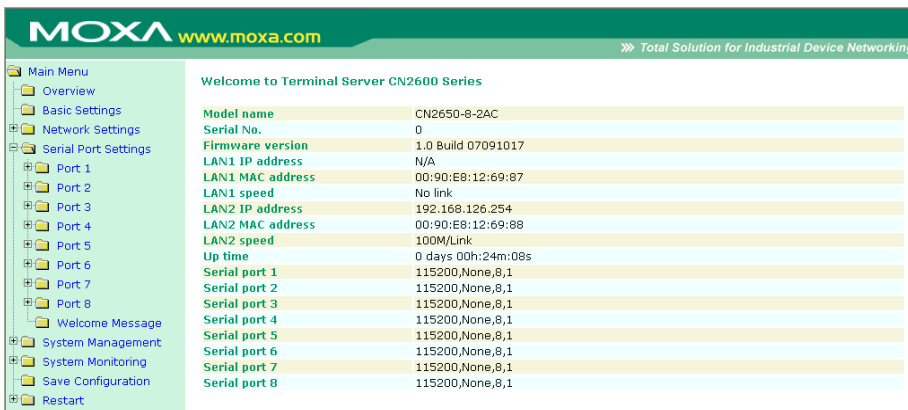 MOXA www.moxa.com
Total Solution for Industrial Device Networking
Main Menu
Overview
Basic Settings
Network Settings
Serial Port Settings
Port 1
Port 2
Port 3
Port 4
Port 5
Port 6
Port 7
Port 8
Welcome Message
System Management
System Monitoring
Save Configuration
Restart
Welcome to Terminal Server CN2600 Series
Model name CN2650-8-2AC
Serial No. 0
Firmware version 1.0 Build 07091017
LAN1 IP address N/A
LAN1 MAC address 00:90:E8:12:69:87
LAN1 speed No link
LAN2 IP address 192.168.126.254
LAN2 MAC address 00:90:E8:12:69:88
LAN2 speed 100M/Link
Up time 0 days 00h:24m:08s
Serial port 1 115200,None,8,1
Serial port 2 115200,None,8,1
Serial port 3 115200,None,8,1
Serial port 4 115200,None,8,1
Serial port 5 115200,None,8,1
Serial port 6 115200,None,8,1
Serial port 7 115200,None,8,1
Serial port 8 115200,None,8,1